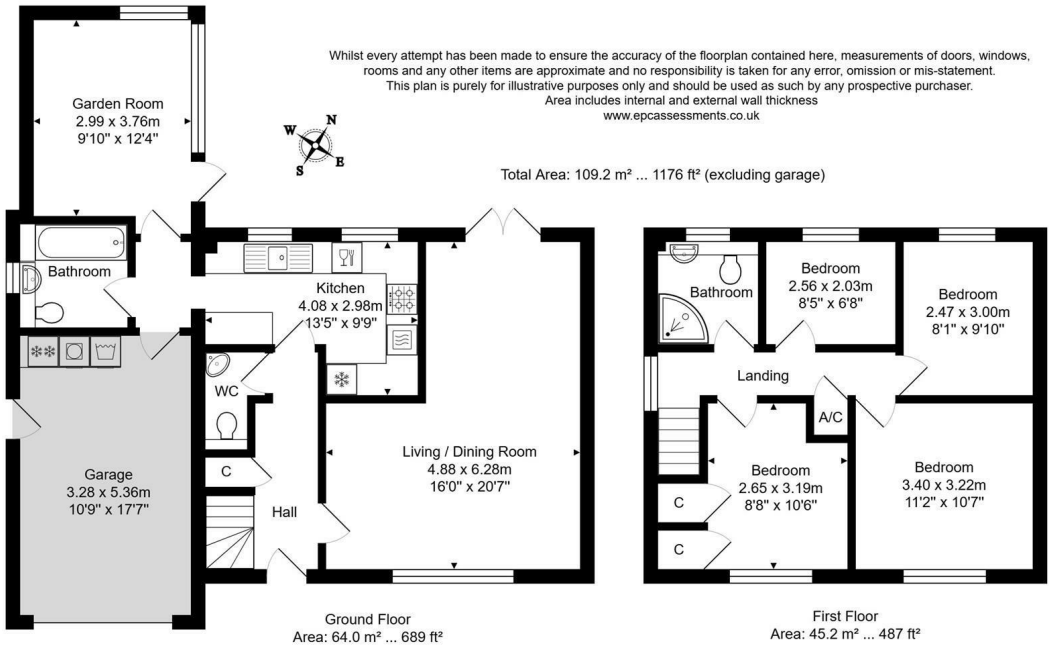 Whilst every attempt has been made to ensure the accuracy of the floorplan contained here, measurements of doors, windows,
rooms and any other items are approximate and no responsibility is taken for any error, omission or mis-statement.
This plan is purely for illustrative purposes only and should be used as such by any prospective purchaser.
Area includes internal and external wall thickness
www.epcassessments.co.uk
Garden Room
2.99 x 3.76m
9'10" x 12'4"
N
W
E
S
Total Area: 109.2 m² ... 1176 ft² (excluding garage)
Bathroom
Kitchen
4.08 x 2.98m
13'5" x 9'9"
WC
C
Hall
Living / Dining Room
4.88 x 6.28m
16'0" x 20'7"
Garage
3.28 x 5.36m
10'9" x 17'7"
Ground Floor
Area: 64.0 m² ... 689 ft²
Bathroom
Bedroom
2.56 x 2.03m
8'5" x 6'8"
Bedroom
2.47 x 3.00m
8'1" x 9'10"
Landing
A/C
Bedroom
2.65 x 3.19m
8'8" x 10'6"
Bedroom
3.40 x 3.22m
11'2" x 10'7"
C
C
First Floor
Area: 45.2 m² ... 487 ft²